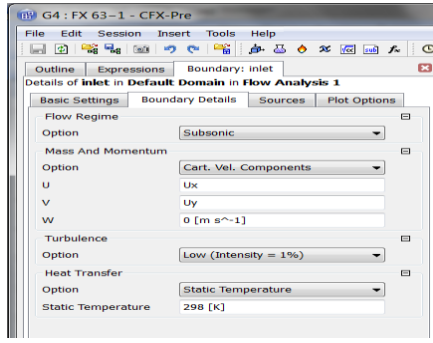 G4 : FX 63-1 - CFX-Pre
File Edit Session Insert Tools Help
Outline Expressions Boundary: inlet
Details of inlet in Default Domain in Flow Analysis 1
Basic Settings Boundary Details Sources Plot Options
Flow Regime
Option Subsonic
Mass And Momentum
Option Cart. Vel. Components
U Ux
V Uy
W 0 [m s^-1]
Turbulence
Option Low (Intensity = 1%)
Heat Transfer
Option Static Temperature
Static Temperature 298 [K]